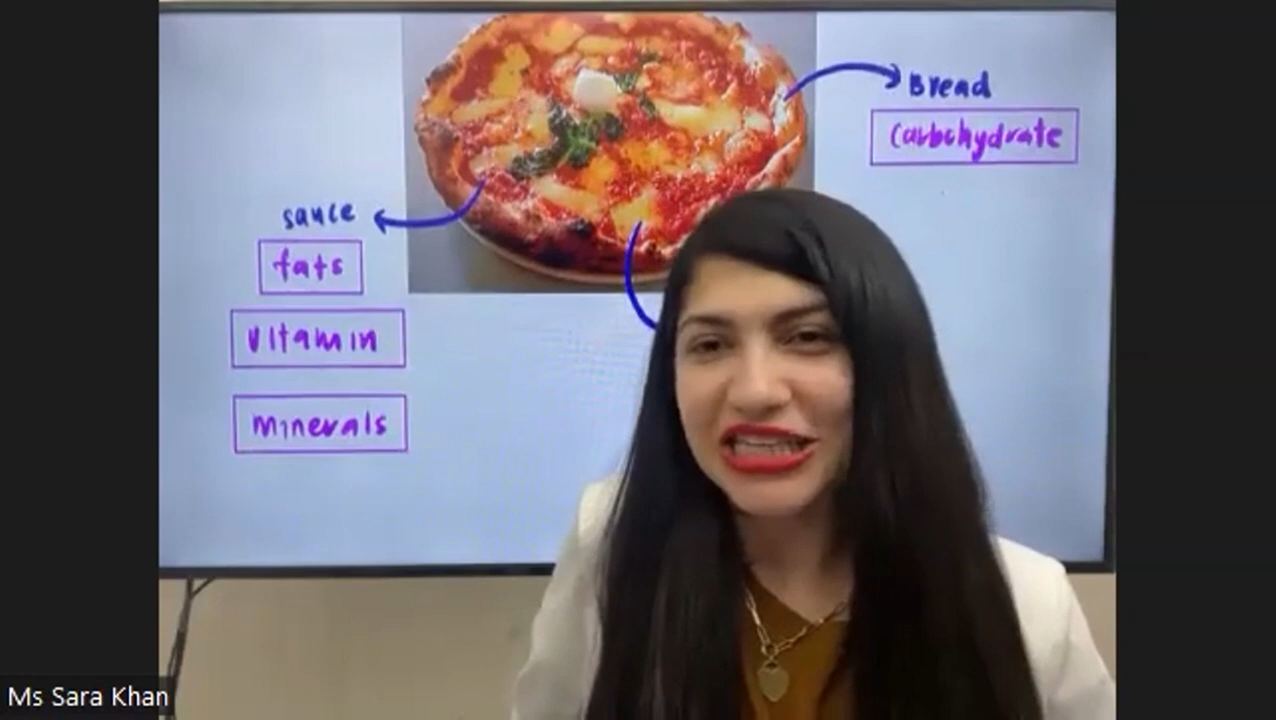 Bread
Carbohydrate
sauce
fats
vitamin
minerals
Ms Sara Khan